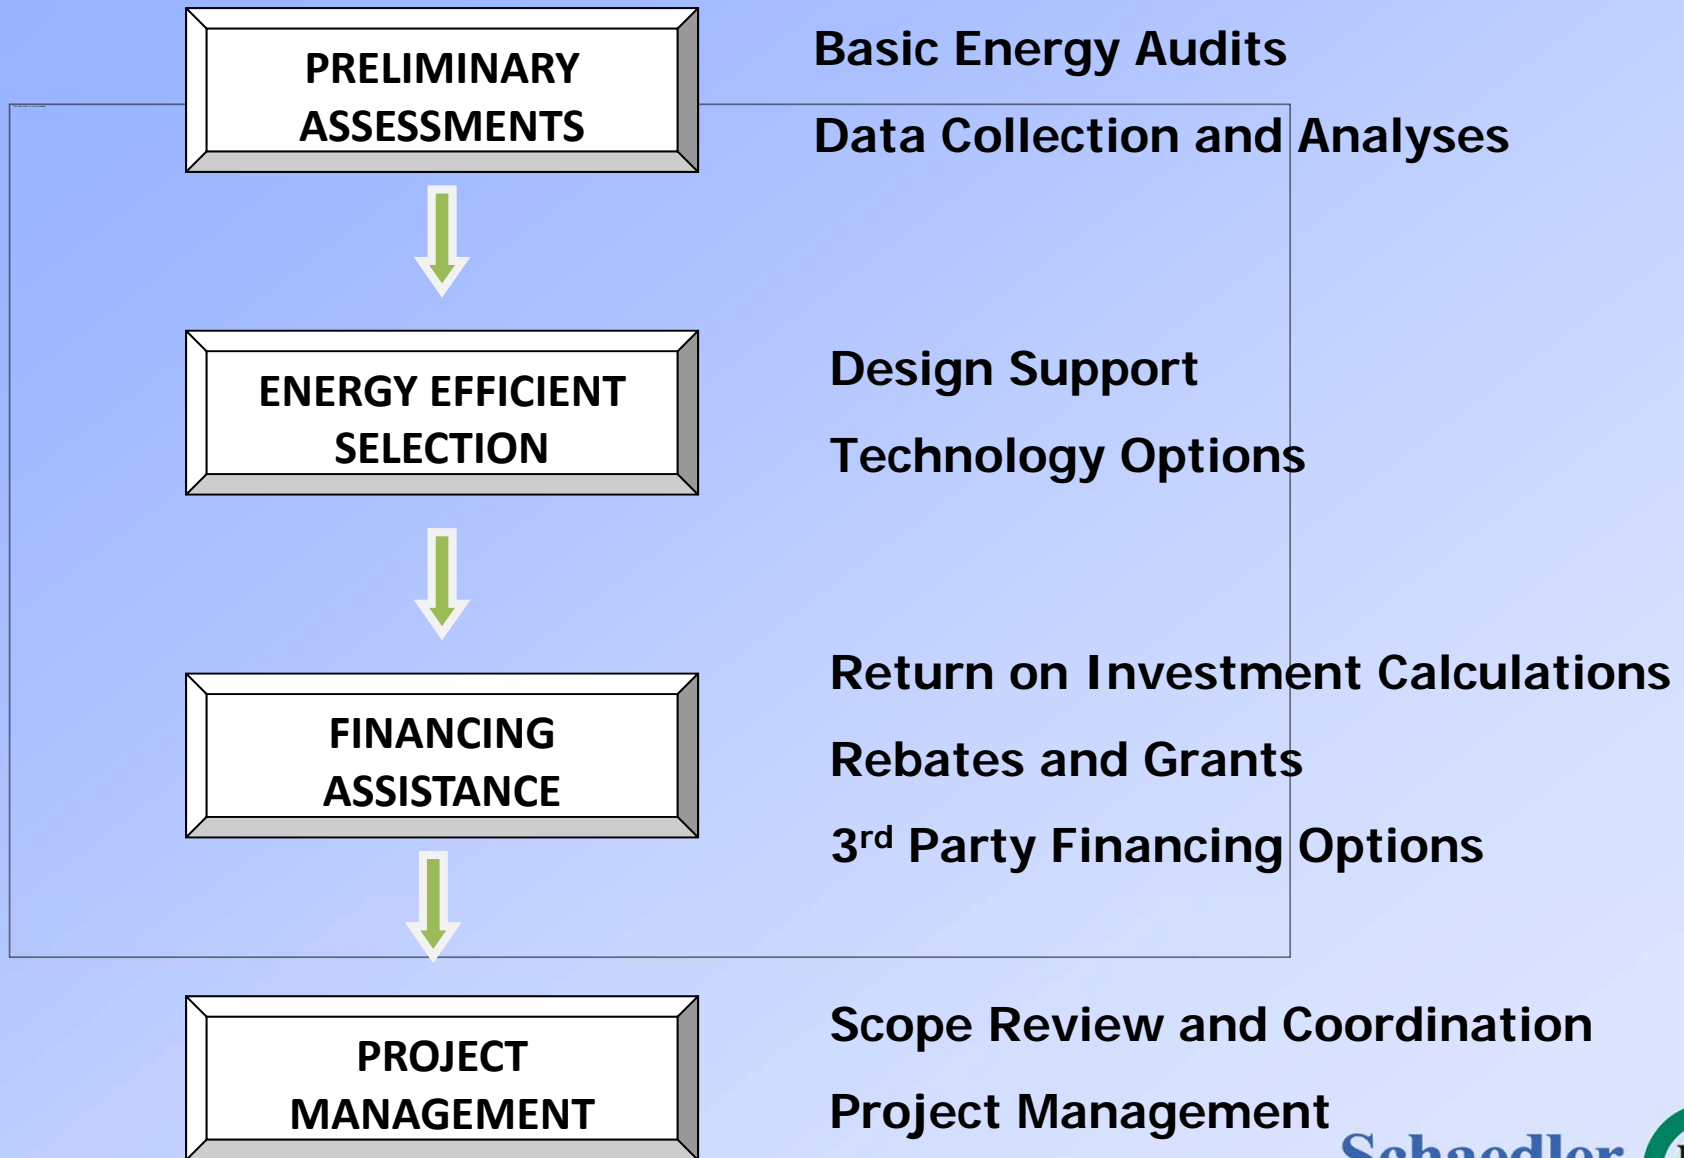 PRELIMINARY
ASSESSMENTS
Basic Energy Audits
Data Collection and Analyses
ENERGY EFFICIENT
SELECTION
Design Support
Technology Options
FINANCING
ASSISTANCE
Return on Investment Calculations
Rebates and Grants
3rd Party Financing Options
PROJECT
MANAGEMENT
Scope Review and Coordination
Project Management
Schaedler